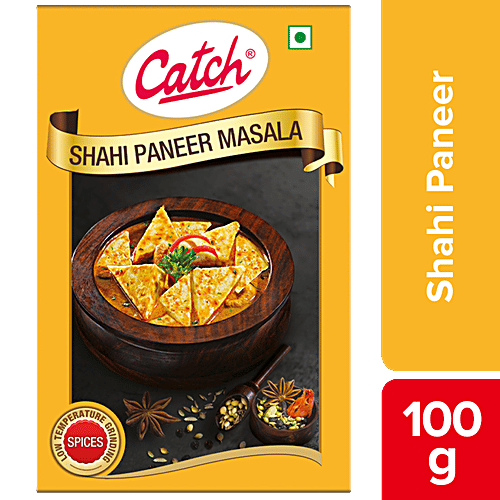 Catch®
SHAHI PANEER MASALA
LOW TEMPERATURE GRINDING
SPICES
Shahi Paneer
100
g